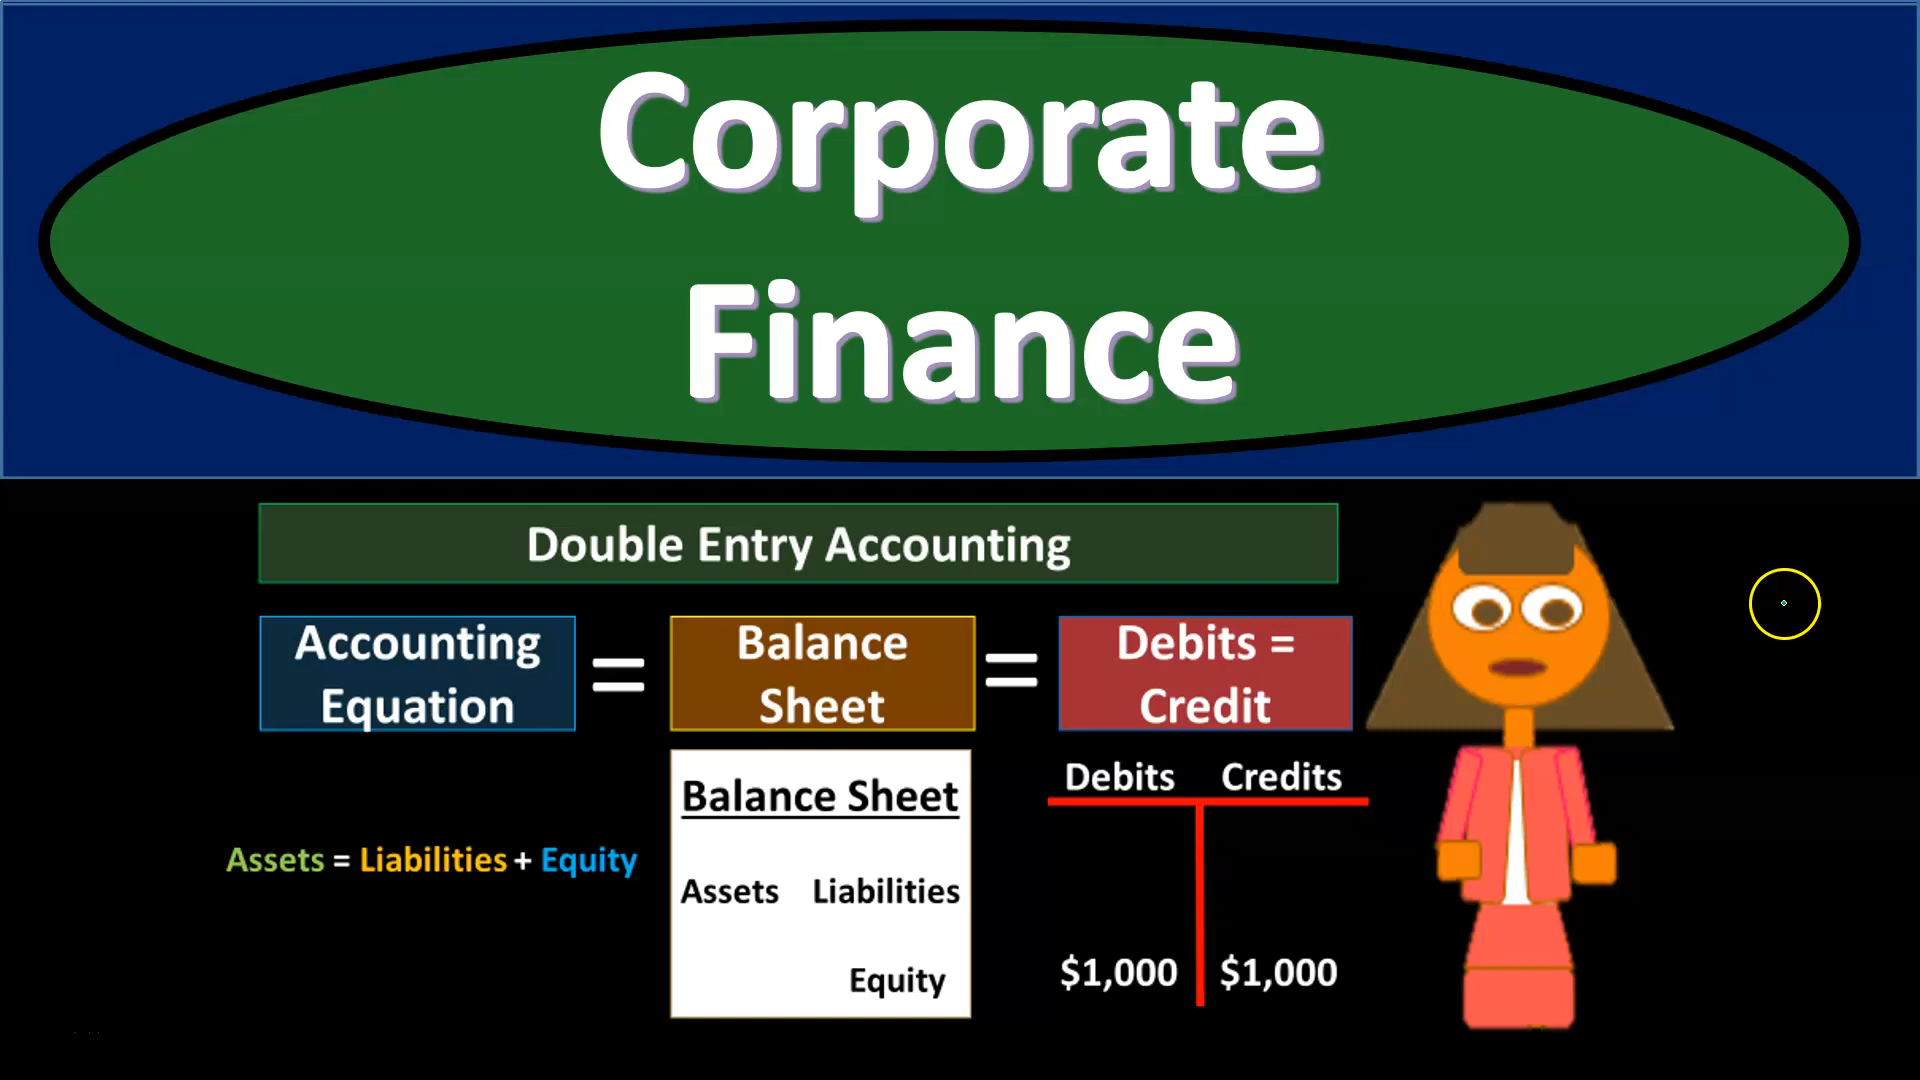 Corporate
Finance
Double Entry Accounting
Accounting
Equation
=
Balance
Sheet
=
Debits =
Credit
Assets = Liabilities + Equity
Balance Sheet
Assets Liabilities
Equity
Debits Credits
$1,000 $1,000